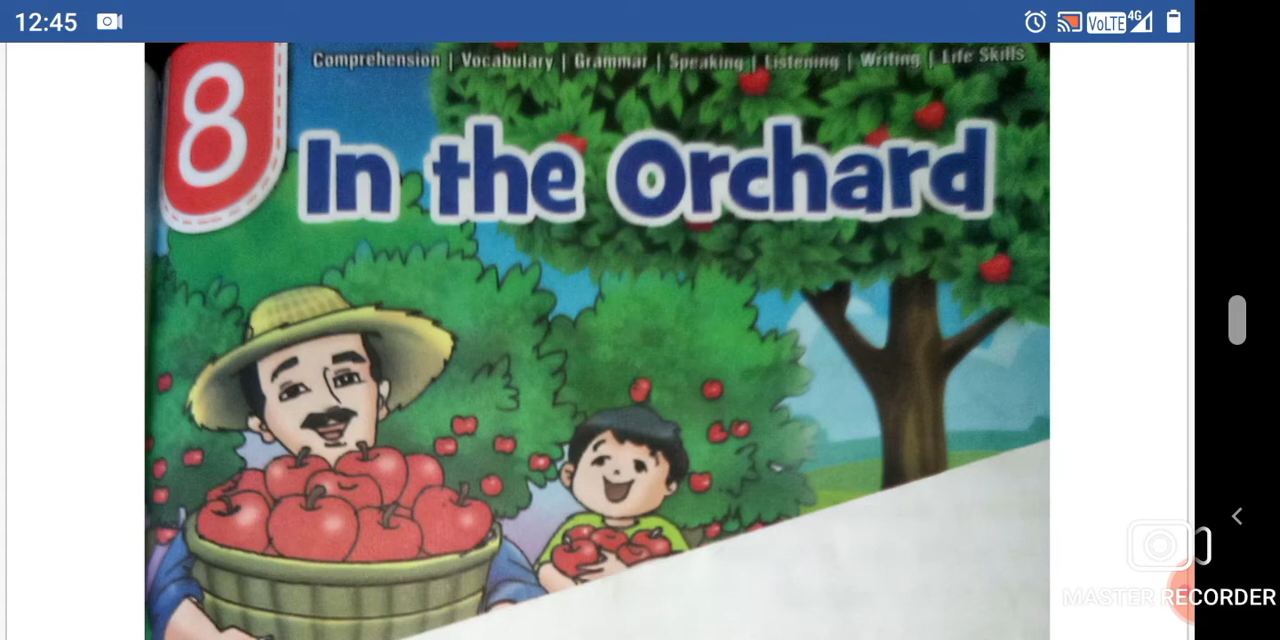 12:45
VoLTE 4G
8
Comprehension | Vocabulary | Grammar | Speaking | Listening | Writing | Life Skills
In the Orchard
MASTER RECORDER